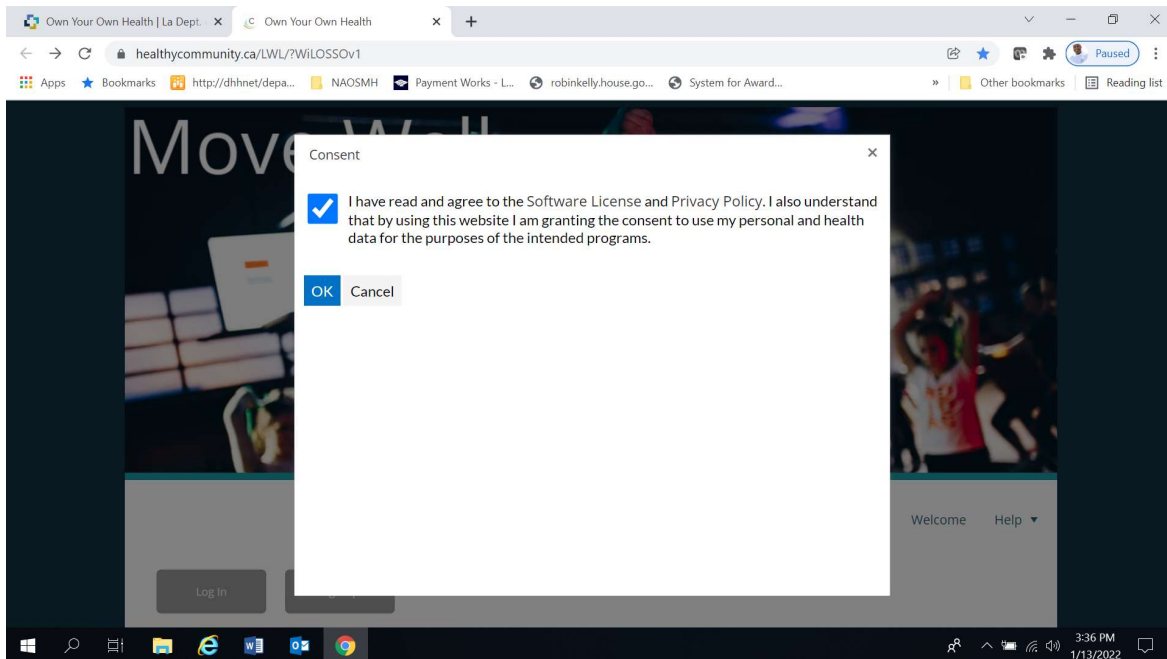 Own Your Own Health | La Dept.
Own Your Own Health
healthycommunity.ca/LWL/?WiLOSSOv1
Paused
Apps
Bookmarks
http://dhhnet/depa...
NAOSMH
Payment Works - L...
robinkelly.house.go...
System for Award...
»
Other bookmarks
Reading list
Move
Consent
I have read and agree to the Software License and Privacy Policy. I also understand
that by using this website I am granting the consent to use my personal and health
data for the purposes of the intended programs.
OK
Cancel
Welcome
Help
Log In
3:36 PM
1/13/2022